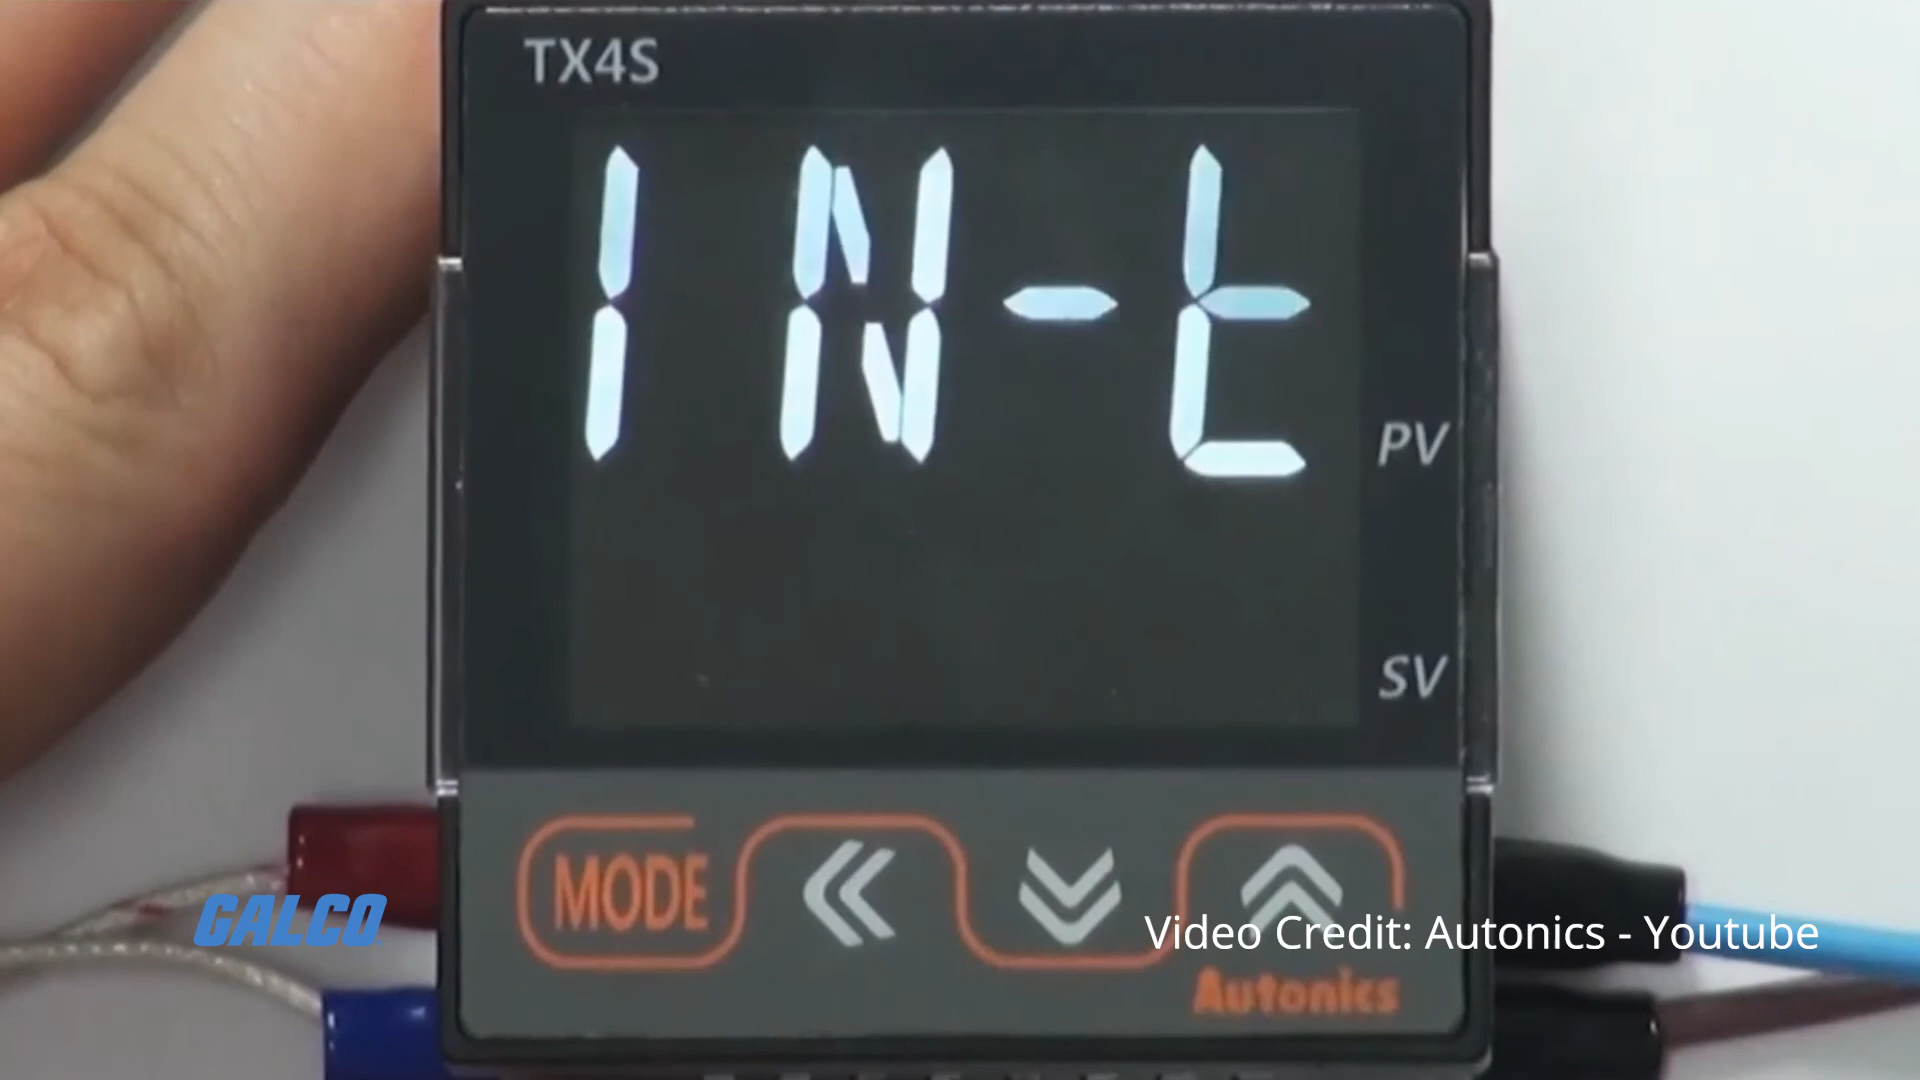 TX4S
IN-t
PV
SV
MODE
GALCO
Video Credit: Autonics - Youtube
Autonics